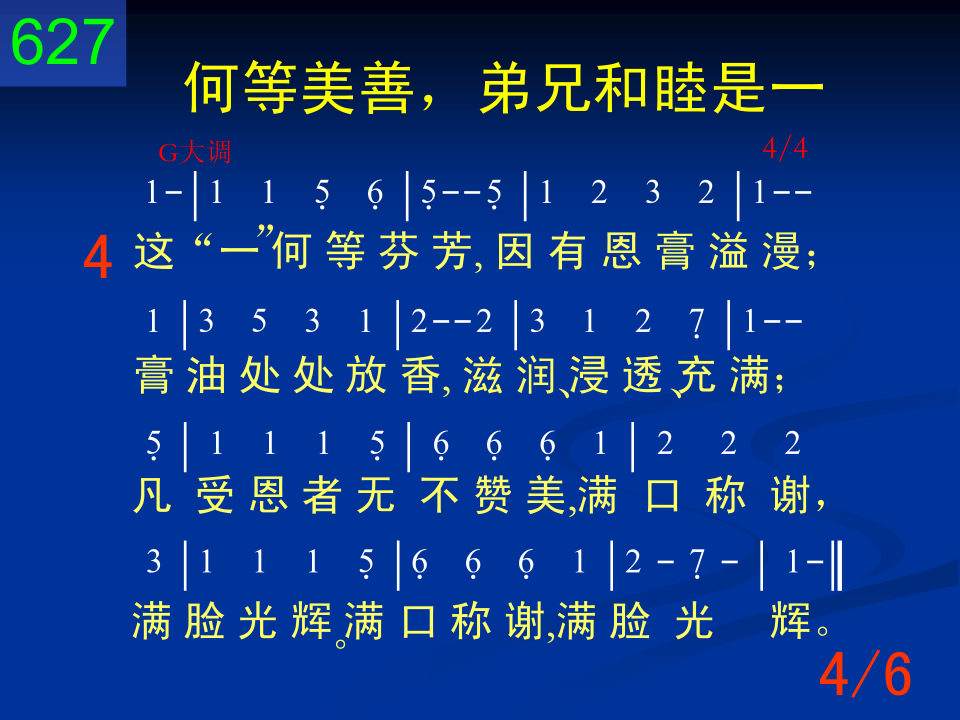 627
何等美善，弟兄和睦是一
G大调 4/4
1-|1 1 5̣ 6̣|5̣--5̣|1 2 3 2|1--
4 这“一”何等芬芳,因有恩膏溢漫；
1|3 5 3 1|2--2|3 1 2 7̣|1--
膏油处处放香,滋润、浸透、充满；
5̣|1 1 1 5̣|6̣ 6̣ 6̣ 1|2 2 2
凡受恩者无不赞美,满口称谢，
3|1 1 1 5̣|6̣ 6̣ 6̣ 1|2-7̣-|1-‖
满脸光辉。满口称谢,满脸光辉。
4/6